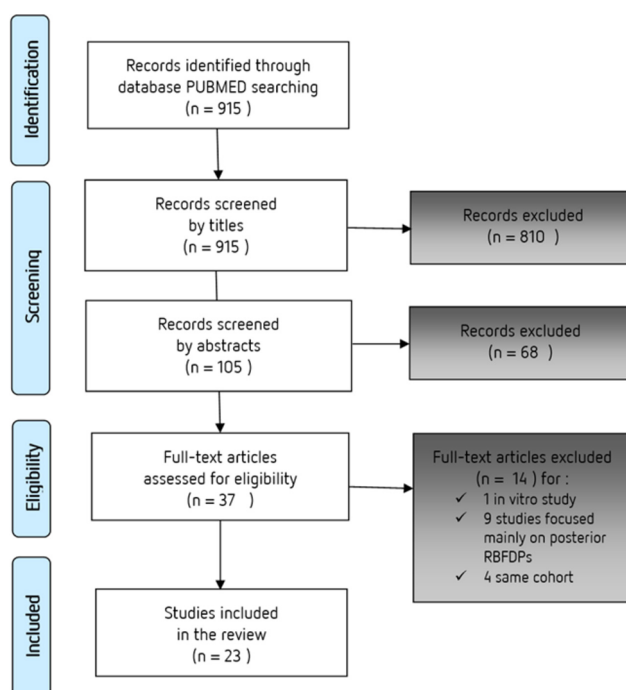 Identification
Records identified through
database PUBMED searching
(n = 915 )
Screening
Records screened
by titles
(n = 915 )
Records excluded
(n = 810 )
Records screened
by abstracts
(n = 105 )
Records excluded
(n = 68 )
Eligibility
Full-text articles
assessed for eligibility
(n = 37 )
Full-text articles excluded
(n = 14 ) for :
✓ 1 in vitro study
✓ 9 studies focused
mainly on posterior
RBFDPs
✓ 4 same cohort
Included
Studies included
in the review
(n = 23 )